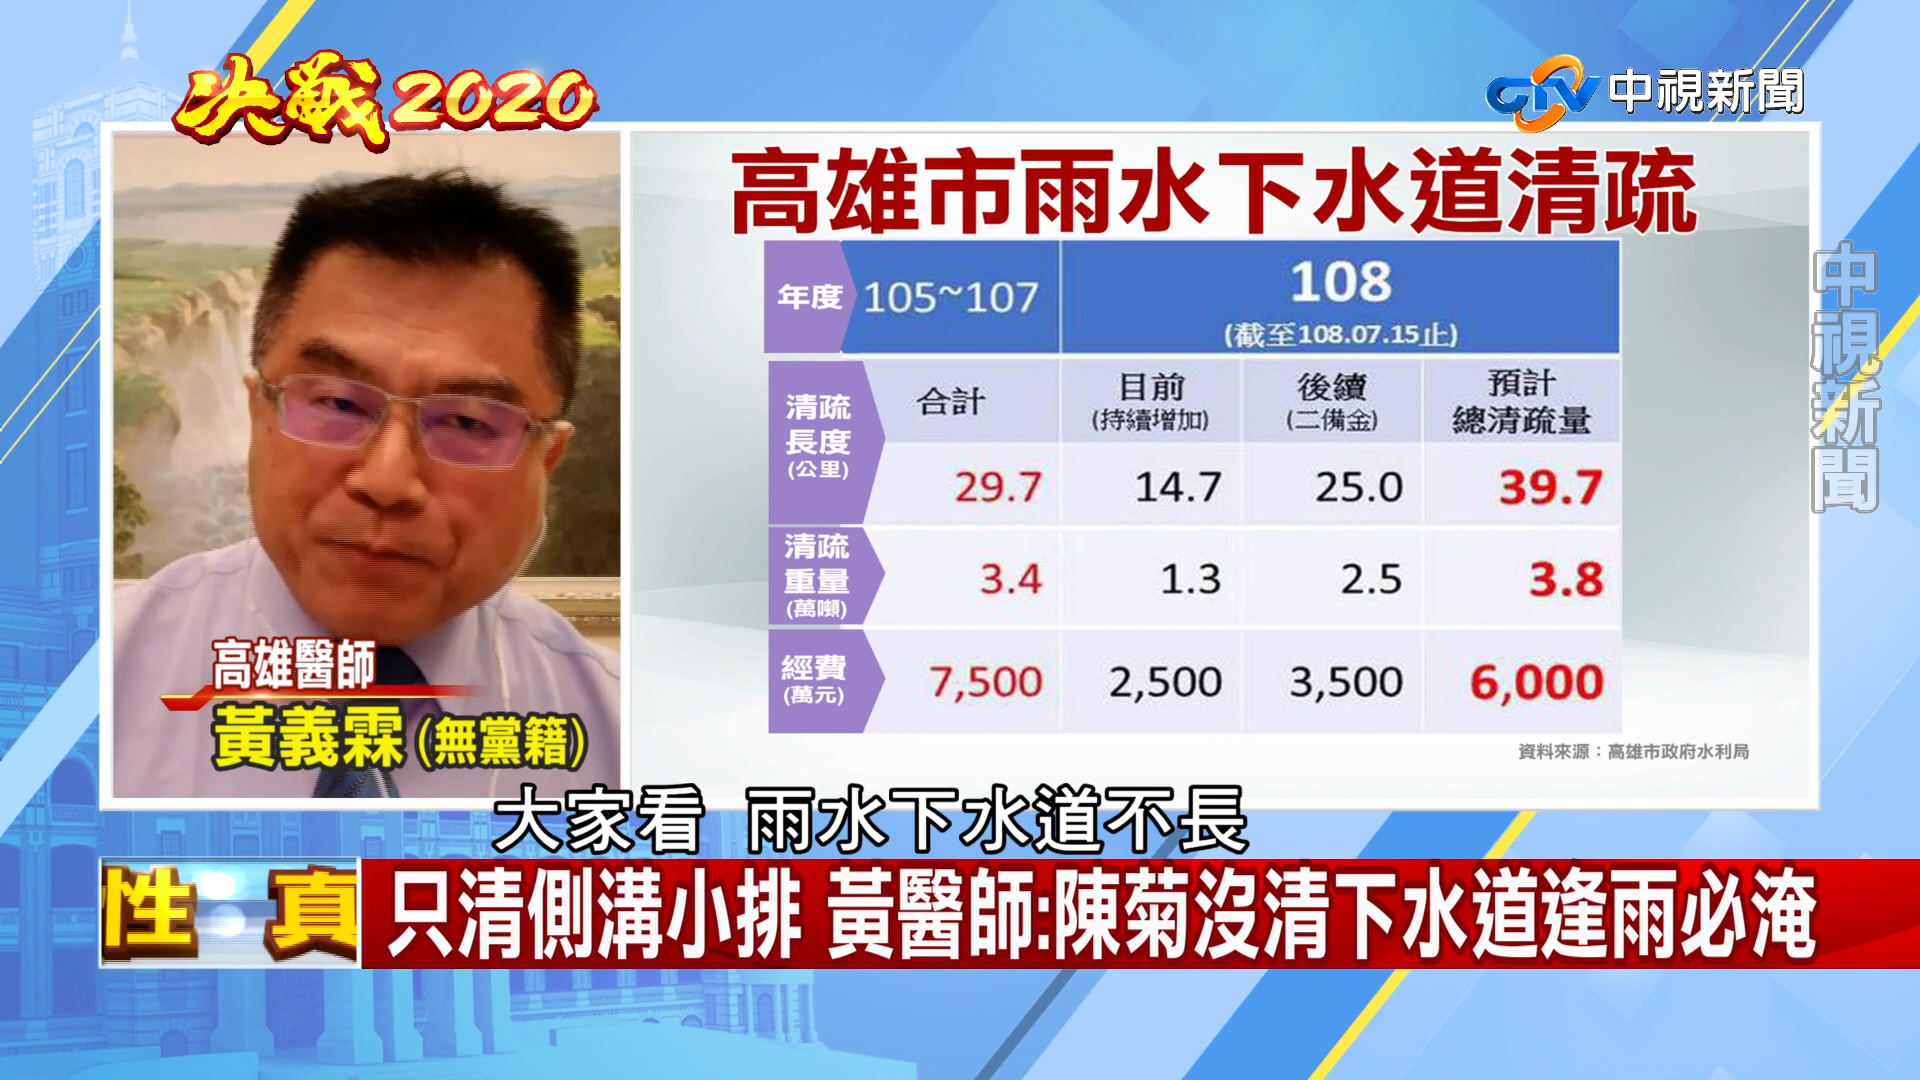 決戰2020
CTV 中視新聞
高雄市雨水下水道清疏
年度 105~107 108
(截至108.07.15止)
清疏長度(公里) 合計 目前(持續增加) 後續(二備金) 預計總清疏量
29.7 14.7 25.0 39.7
清疏重量(萬噸) 3.4 1.3 2.5 3.8
經費(萬元) 7,500 2,500 3,500 6,000
資料來源：高雄市政府水利局
中視新聞
高雄醫師
黃義霖(無黨籍)
大家看 雨水下水道不長
性 真
只清側溝小排 黃醫師:陳菊沒清下水道逢雨必淹